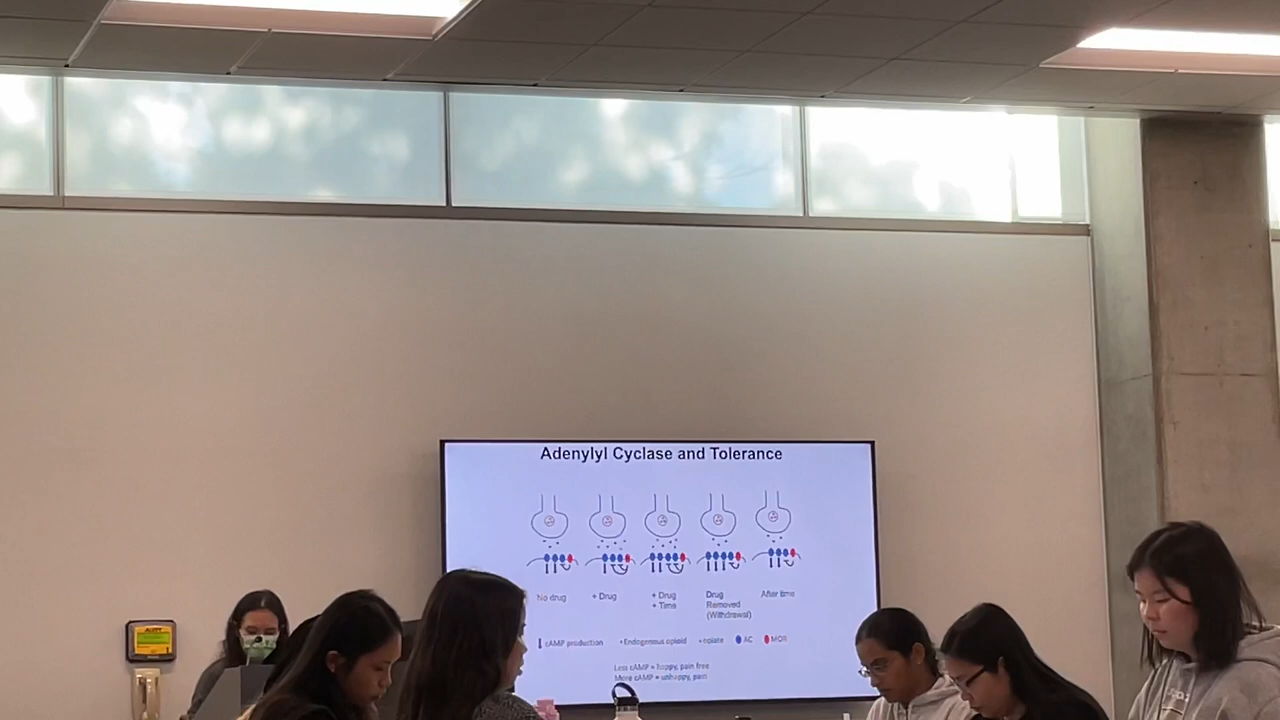 Adenylyl Cyclase and Tolerance
No drug
+ Drug
+ Drug
+ Time
Drug
Removed
(Withdrawal)
After time
cAMP production
•Endogenous opioid
•opiate
AC
MOR
Less cAMP = happy, pain free
More cAMP = unhappy, pain
ALERT